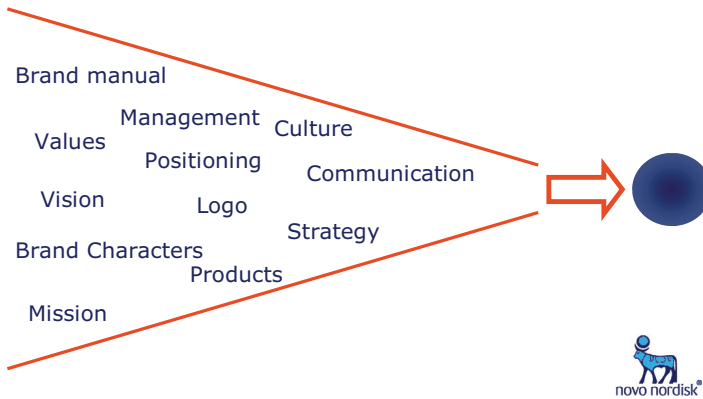 Brand manual
Management
Culture
Values
Positioning
Communication
Vision
Logo
Strategy
Brand Characters
Products
Mission
novo nordisk®